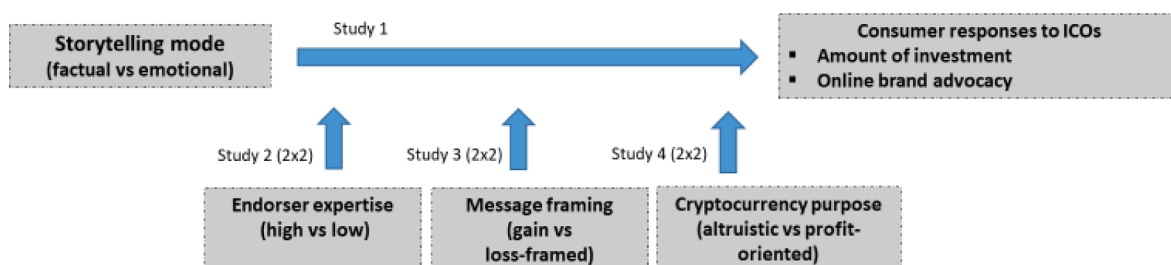 Storytelling mode
(factual vs emotional)
Study 1
Consumer responses to ICOs
▪ Amount of investment
▪ Online brand advocacy
Study 2 (2x2)
Study 3 (2x2)
Study 4 (2x2)
Endorser expertise
(high vs low)
Message framing
(gain vs
loss-framed)
Cryptocurrency purpose
(altruistic vs profit-
oriented)